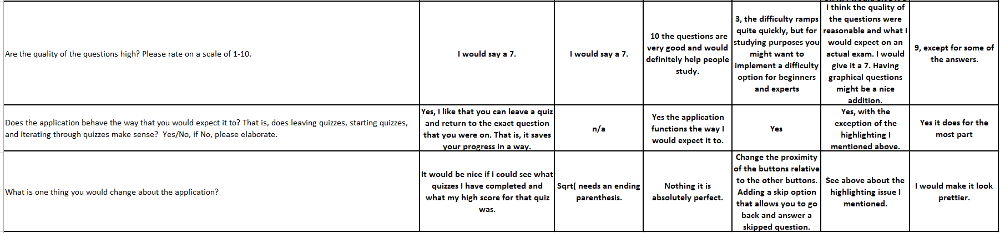 Are the quality of the questions high? Please rate on a scale of 1-10.
I would say a 7.
I would say a 7.
10 the questions are
very good and would
definitely help people
study.
3, the difficulty ramps
quite quickly, but for
studying purposes you
might want to
implement a difficulty
option for beginners
and experts
I think the quality of
the questions were
reasonable and what I
would expect on an
actual exam. I would
give it a 7. Having
graphical questions
might be a nice
addition.
9, except for some of
the answers.
Does the application behave the way that you would expect it to? That is, does leaving quizzes, starting quizzes,
and iterating through quizzes make sense?  Yes/No, if No, please elaborate.
Yes, I like that you can leave a quiz
and return to the exact question
that you were on. That is, it saves
your progress in a way.
n/a
Yes the application
functions the way I
would expect it to.
Yes
Yes, with the
exception of the
highlighting I
mentioned above.
Yes it does for the
most part
What is one thing you would change about the application?
It would be nice if I could see what
quizzes I have completed and
what my high score for that quiz
was.
Sqrt( needs an ending
parenthesis.
Nothing it is
absolutely perfect.
Change the proximity
of the buttons relative
to the other buttons.
Adding a skip option
that allows you to go
back and answer a
skipped question.
See above about the
highlighting issue I
mentioned.
I would make it look
prettier.